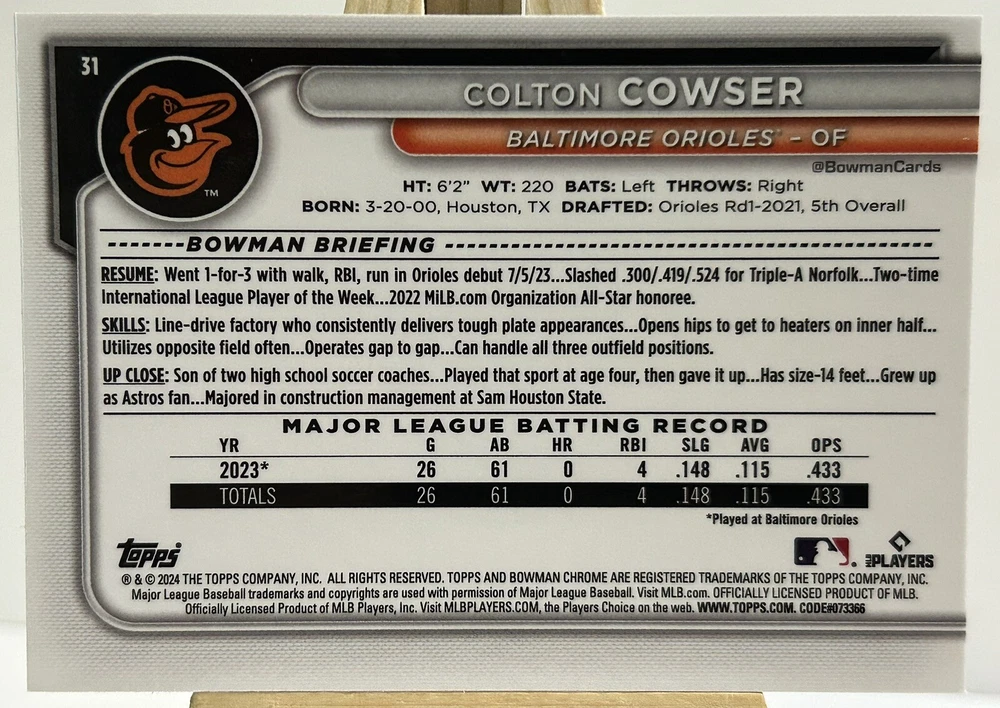 31
COLTON COWSER
BALTIMORE ORIOLES - OF
@BowmanCards
HT: 6'2" WT: 220 BATS: Left THROWS: Right
BORN: 3-20-00, Houston, TX DRAFTED: Orioles Rd1-2021, 5th Overall
BOWMAN BRIEFING
RESUME: Went 1-for-3 with walk, RBI, run in Orioles debut 7/5/23...Slashed .300/.419/.524 for Triple-A Norfolk...Two-time
International League Player of the Week...2022 MiLB.com Organization All-Star honoree.
SKILLS: Line-drive factory who consistently delivers tough plate appearances...Opens hips to get to heaters on inner half...
Utilizes opposite field often...Operates gap to gap...Can handle all three outfield positions.
UP CLOSE: Son of two high school soccer coaches...Played that sport at age four, then gave it up...Has size-14 feet...Grew up
as Astros fan...Majored in construction management at Sam Houston State.
MAJOR LEAGUE BATTING RECORD
YR G AB HR RBI SLG AVG OPS
2023* 26 61 0 4 .148 .115 .433
TOTALS 26 61 0 4 .148 .115 .433
*Played at Baltimore Orioles
Topps
MLB PLAYERS
® & © 2024 THE TOPPS COMPANY, INC. ALL RIGHTS RESERVED. TOPPS AND BOWMAN CHROME ARE REGISTERED TRADEMARKS OF THE TOPPS COMPANY, INC.
Major League Baseball trademarks and copyrights are used with permission of Major League Baseball. Visit MLB.com. OFFICIALLY LICENSED PRODUCT OF MLB.
Officially Licensed Product of MLB Players, Inc. Visit MLBPLAYERS.COM, the Players Choice on the web. WWW.TOPPS.COM. CODE#073366